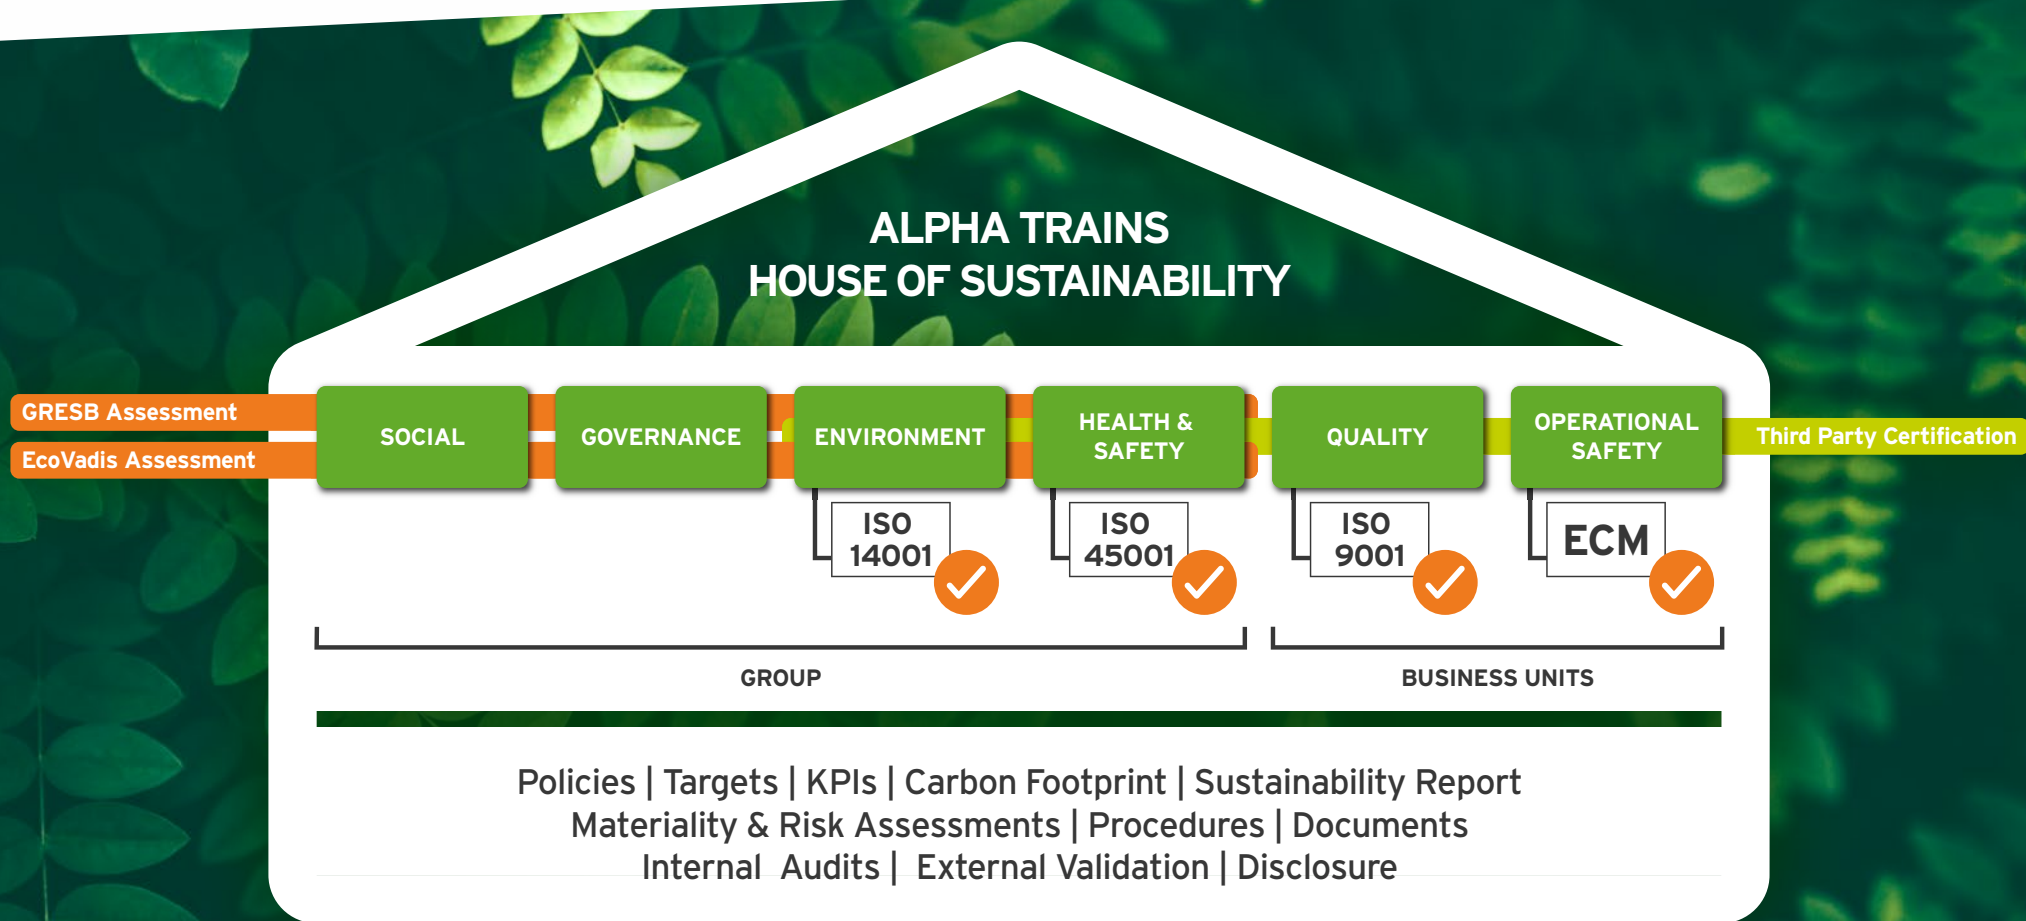 ALPHA TRAINS
HOUSE OF SUSTAINABILITY
GRESB Assessment
EcoVadis Assessment
SOCIAL
GOVERNANCE
ENVIRONMENT
HEALTH &
SAFETY
QUALITY
OPERATIONAL
SAFETY
Third Party Certification
ISO
14001
ISO
45001
ISO
9001
ECM
GROUP
BUSINESS UNITS
Policies | Targets | KPIs | Carbon Footprint | Sustainability Report
Materiality & Risk Assessments | Procedures | Documents
Internal Audits | External Validation | Disclosure